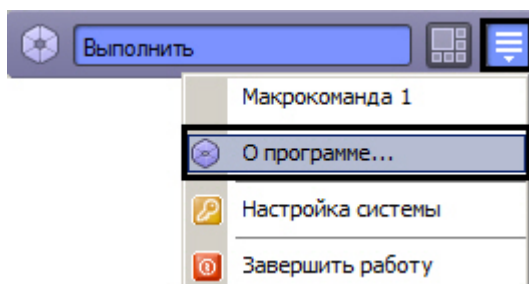 Выполнить
Макрокоманда 1
О программе...
Настройка системы
Завершить работу